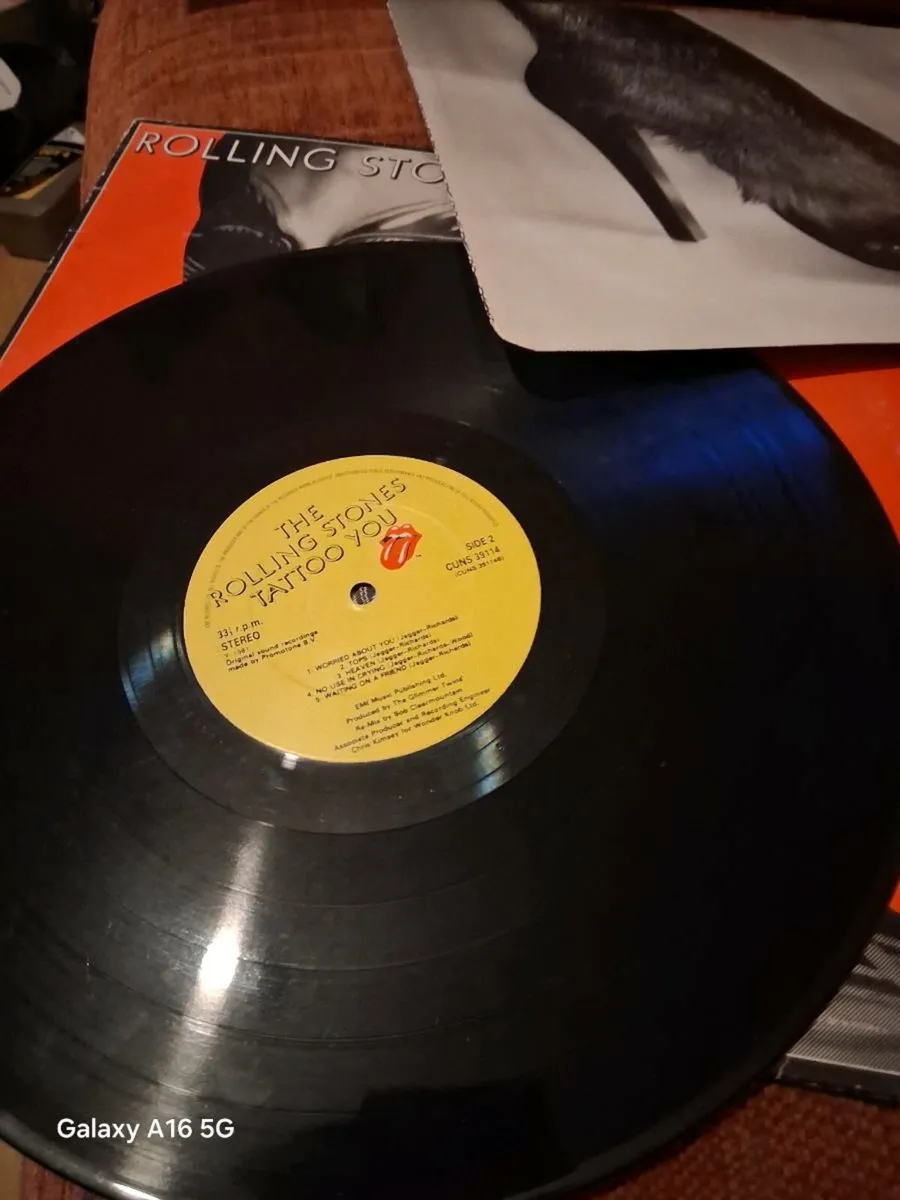 ROLLING STO
THE
ROLLING STONES
TATTOO YOU
SIDE 2
CUNS 39114
33⅓ r.p.m.
STEREO
1981
Original sound recordings
made by Promotone B.V.
1. WORRIED ABOUT YOU (Jagger-Richards)
2. TOPS (Jagger-Richards)
3. HEAVEN (Jagger-Richards)
4. NO USE IN CRYING (Jagger-Richards-Wood)
5. WAITING ON A FRIEND (Jagger-Richards)
EMI Music Publishing Ltd.
Produced by The Glimmer Twins
Re-Mix by Bob Clearmountain
Associate Producer and Recording Engineer
Chris Kimsey for Wonder Knob Ltd.
Galaxy A16 5G